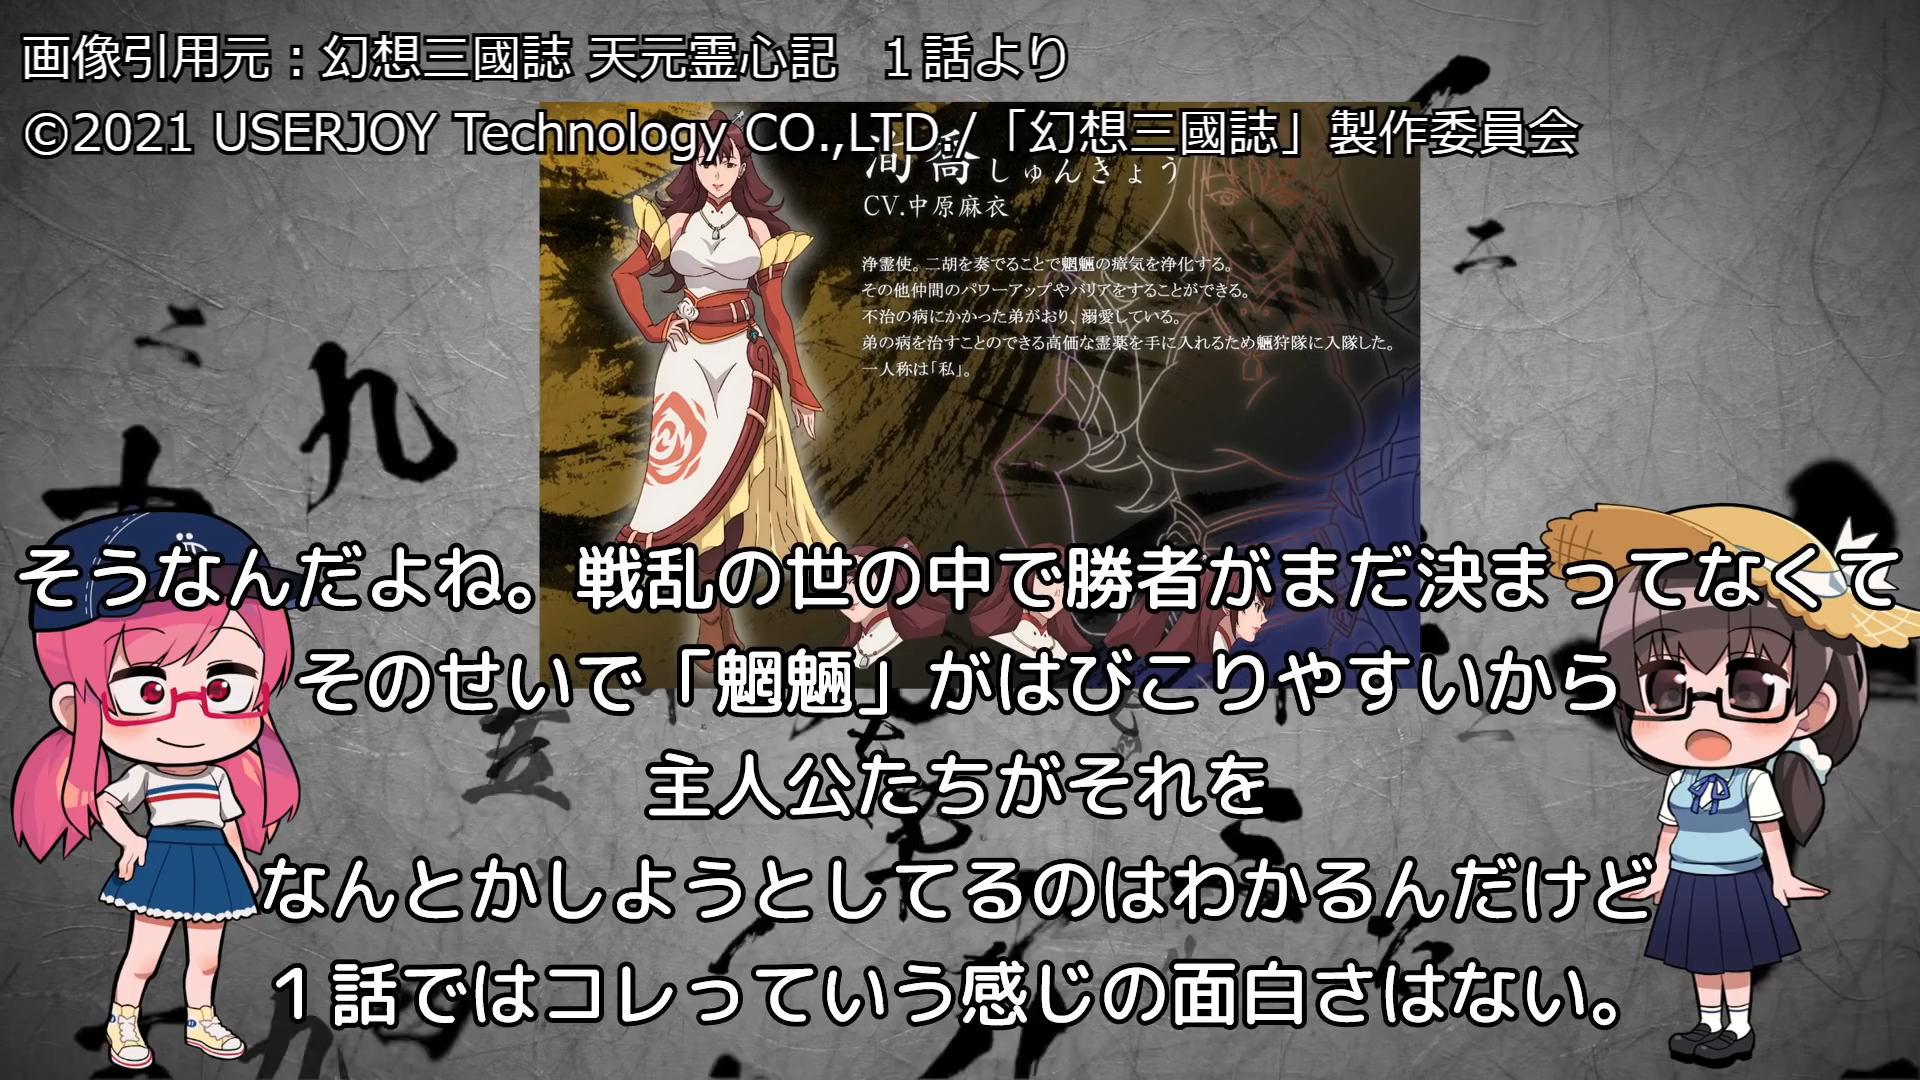 画像引用元：幻想三國誌 天元霊心記　１話より
©2021 USERJOY Technology CO.,LTD./「幻想三國誌」製作委員会
洵喬 しゅんきょう
CV.中原麻衣
浄霊使。二胡を奏でることで魍魎の瘴気を浄化する。
その他仲間のパワーアップやバリアをすることができる。
不治の病にかかった弟がおり、溺愛している。
弟の病を治すことのできる高価な霊薬を手に入れるため魍狩隊に入隊した。
一人称は「私」。
二
九
二
そうなんだよね。戦乱の世の中で勝者がまだ決まってなくて
そのせいで「魍魎」がはびこりやすいから
主人公たちがそれを
なんとかしようとしてるのはわかるんだけど
１話ではコレっていう感じの面白さはない。